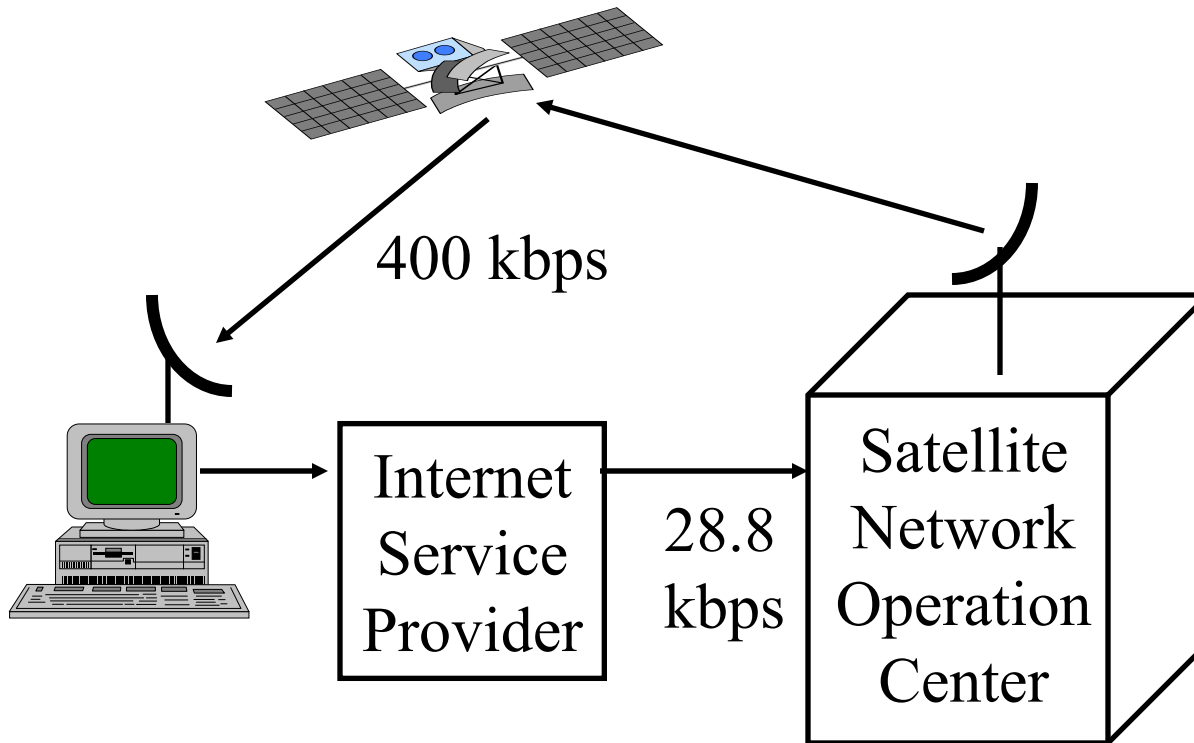 400 kbps
Internet
Service
Provider
28.8
kbps
Satellite
Network
Operation
Center